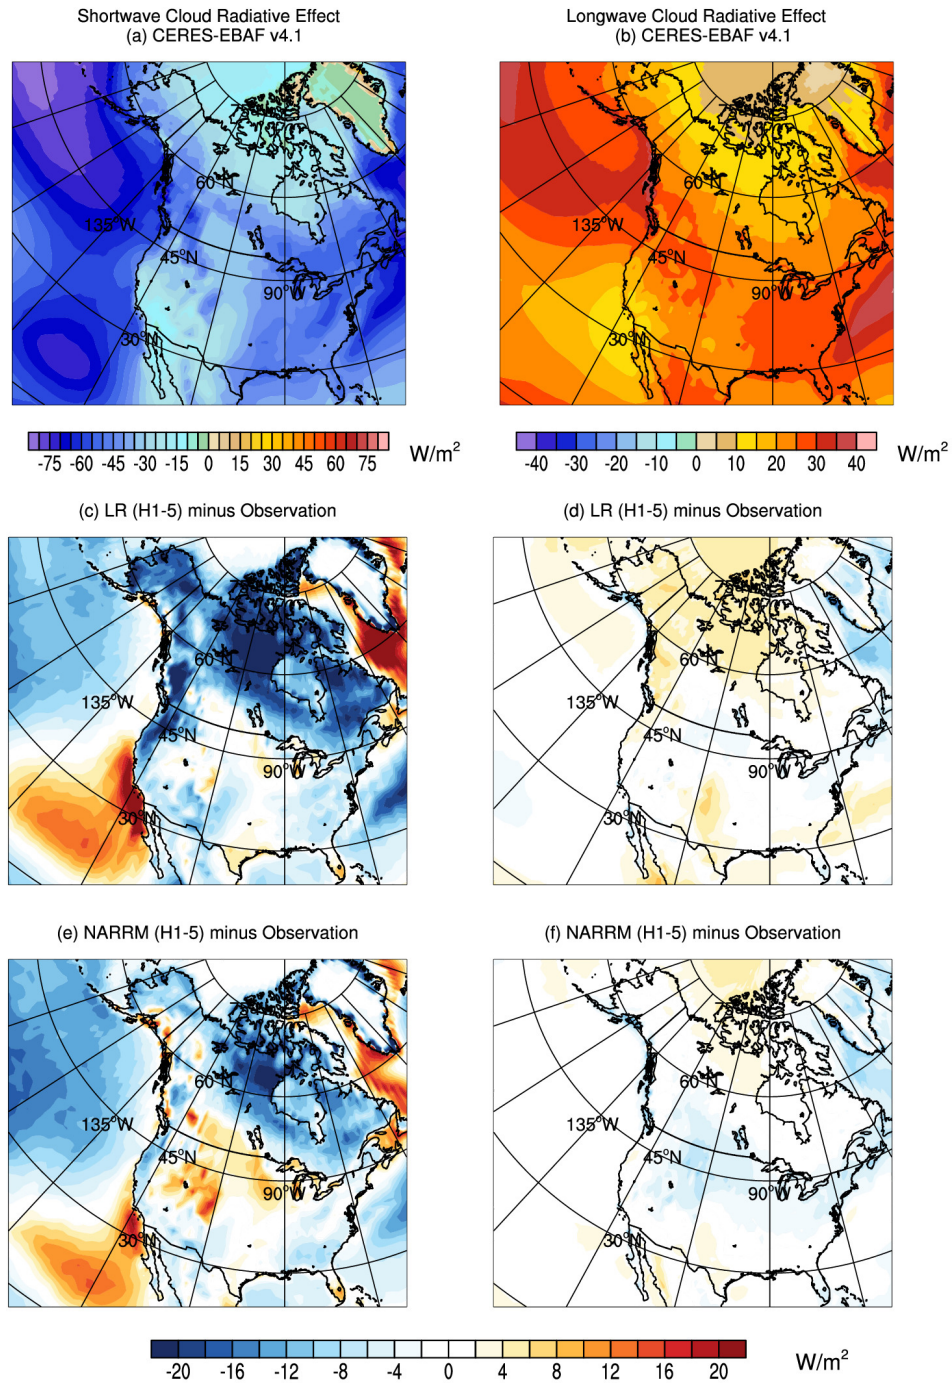 Shortwave Cloud Radiative Effect
(a) CERES-EBAF v4.1
Longwave Cloud Radiative Effect
(b) CERES-EBAF v4.1
60°N
135°W
45°N
90°W
30°N
60°N
135°W
45°N
90°W
30°N
-75 -60 -45 -30 -15 0 15 30 45 60 75
W/m²
-40 -30 -20 -10 0 10 20 30 40
W/m²
(c) LR (H1-5) minus Observation
(d) LR (H1-5) minus Observation
60°N
135°W
45°N
90°W
30°N
60°N
135°W
45°N
90°W
30°N
(e) NARRM (H1-5) minus Observation
(f) NARRM (H1-5) minus Observation
60°N
135°W
45°N
90°W
30°N
60°N
135°W
45°N
90°W
30°N
-20 -16 -12 -8 -4 0 4 8 12 16 20
W/m²